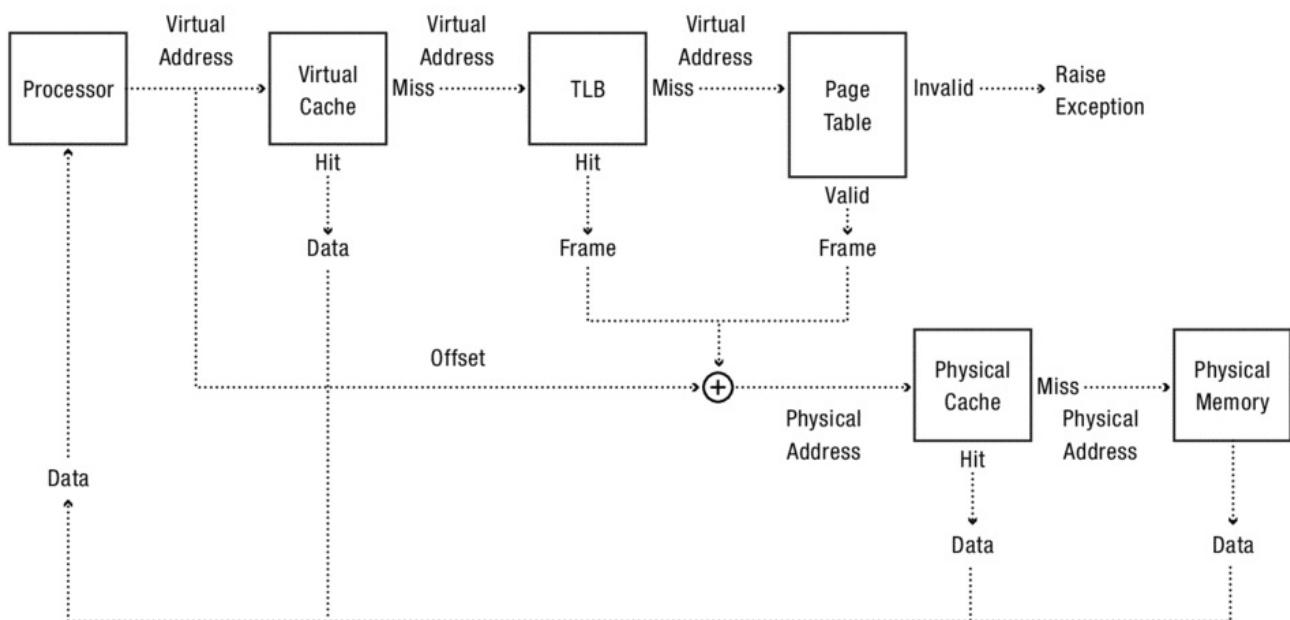 Virtual
Address
Virtual
Address
Virtual
Address
Processor
Virtual
Cache
Miss
TLB
Miss
Page
Table
Invalid
Raise
Exception
Hit
Hit
Valid
Data
Frame
Frame
Offset
Physical
Cache
Miss
Physical
Memory
Physical
Address
Physical
Address
Hit
Data
Data
Data